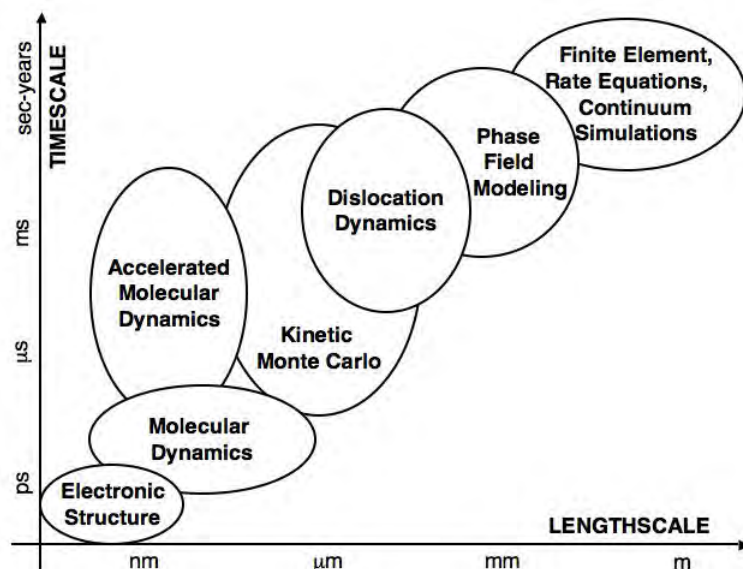 sec-years
TIMESCALE
Finite Element,
Rate Equations,
Continuum
Simulations
Phase
Field
Modeling
Dislocation
Dynamics
ms
Accelerated
Molecular
Dynamics
μs
Kinetic
Monte Carlo
Molecular
Dynamics
ps
Electronic
Structure
LENGTHSCALE
nm
μm
mm
m